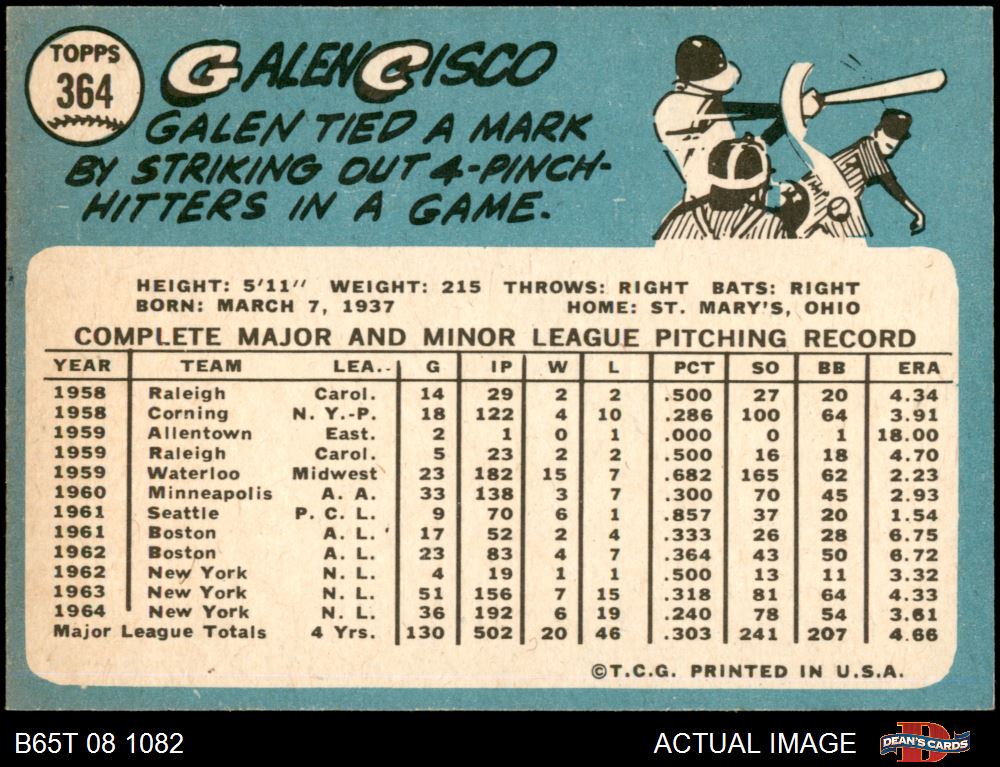 TOPPS
364
GALEN CISCO
GALEN TIED A MARK
BY STRIKING OUT 4-PINCH-
HITTERS IN A GAME.
HEIGHT: 5'11" WEIGHT: 215 THROWS: RIGHT BATS: RIGHT
BORN: MARCH 7, 1937 HOME: ST. MARY'S, OHIO
COMPLETE MAJOR AND MINOR LEAGUE PITCHING RECORD
YEAR TEAM LEA. G IP W L PCT SO BB ERA
1958 Raleigh Carol. 14 29 2 2 .500 27 20 4.34
1958 Corning N. Y.-P. 18 122 4 10 .286 100 64 3.91
1959 Allentown East. 2 1 0 1 .000 0 1 18.00
1959 Raleigh Carol. 5 23 2 2 .500 16 18 4.70
1959 Waterloo Midwest 23 182 15 7 .682 165 62 2.23
1960 Minneapolis A. A. 33 138 3 7 .300 70 45 2.93
1961 Seattle P. C. L. 9 70 6 1 .857 37 20 1.54
1961 Boston A. L. 17 52 2 4 .333 26 28 6.75
1962 Boston A. L. 23 83 4 7 .364 43 50 6.72
1962 New York N. L. 4 19 1 1 .500 13 11 3.32
1963 New York N. L. 51 156 7 15 .318 81 64 4.33
1964 New York N. L. 36 192 6 19 .240 78 54 3.61
Major League Totals 4 Yrs. 130 502 20 46 .303 241 207 4.66
©T.C.G. PRINTED IN U.S.A.
B65T 08 1082 ACTUAL IMAGE D DEAN'S CARDS